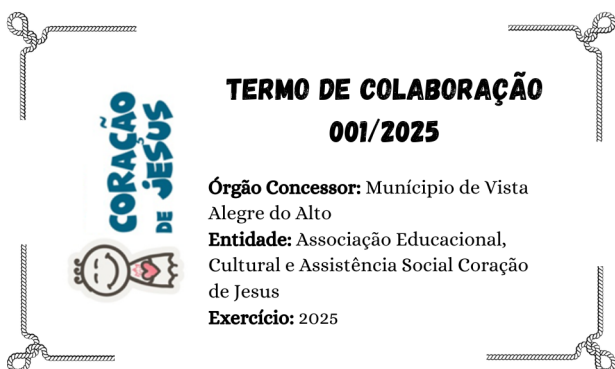 CORAÇÃO
DE JESUS
TERMO DE COLABORAÇÃO
001/2025
Órgão Concessor: Munícipio de Vista
Alegre do Alto
Entidade: Associação Educacional,
Cultural e Assistência Social Coração
de Jesus
Exercício: 2025